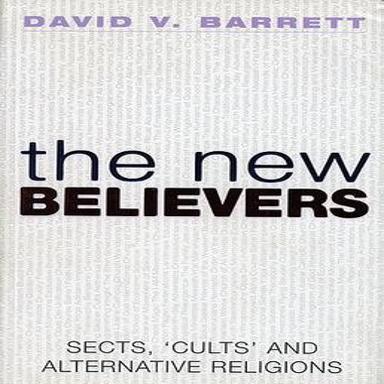 DAVID V. BARRETT
the new
BELIEVERS
SECTS, ‘CULTS’ AND
ALTERNATIVE RELIGIONS